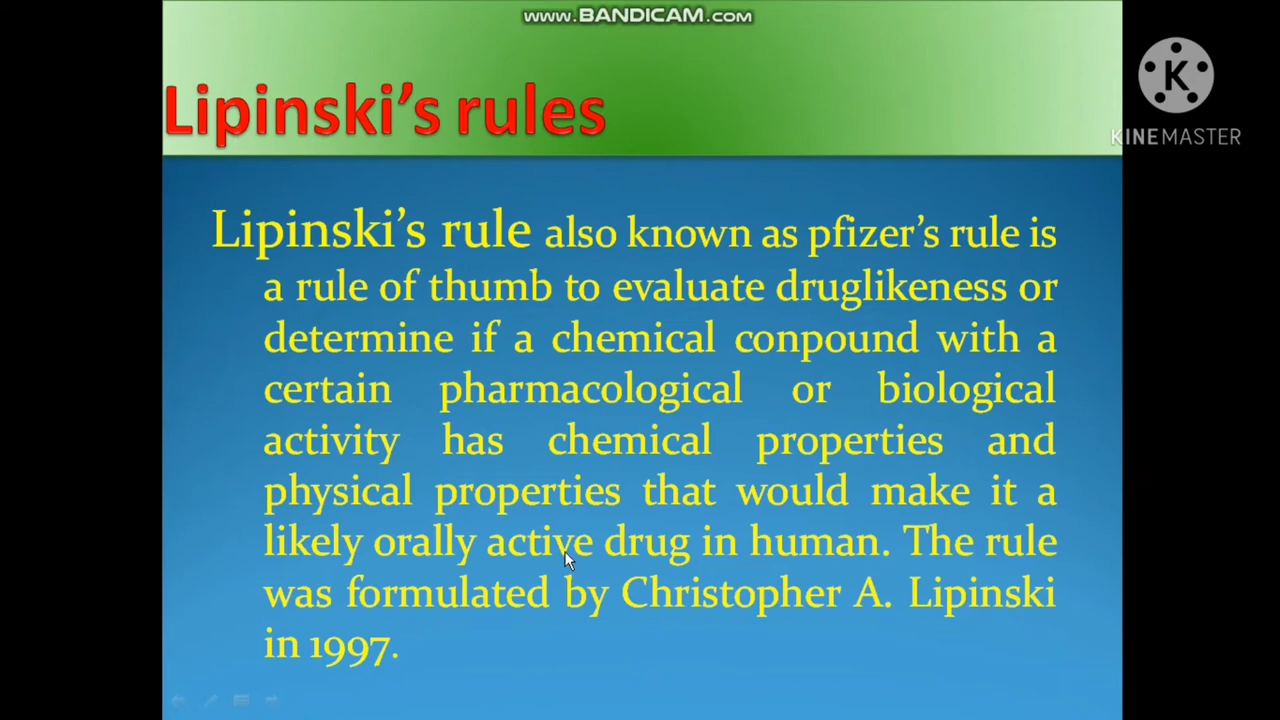 www.BANDICAM.com
Lipinski's rules
K
KINEMASTER
Lipinski's rule also known as pfizer's rule is
a rule of thumb to evaluate druglikeness or
determine if a chemical conpound with a
certain pharmacological or biological
activity has chemical properties and
physical properties that would make it a
likely orally active drug in human. The rule
was formulated by Christopher A. Lipinski
in 1997.